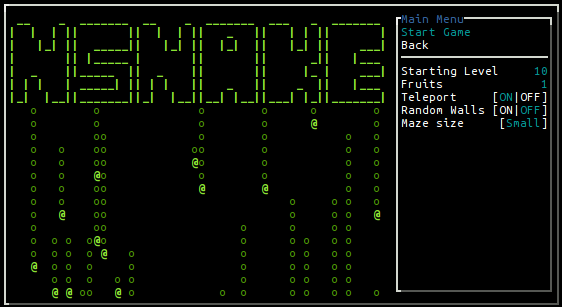 NSNAKE
Main Menu
Start Game
Back
Starting Level 10
Fruits 1
Teleport [ON|OFF]
Random Walls [ON|OFF]
Maze size [Small]